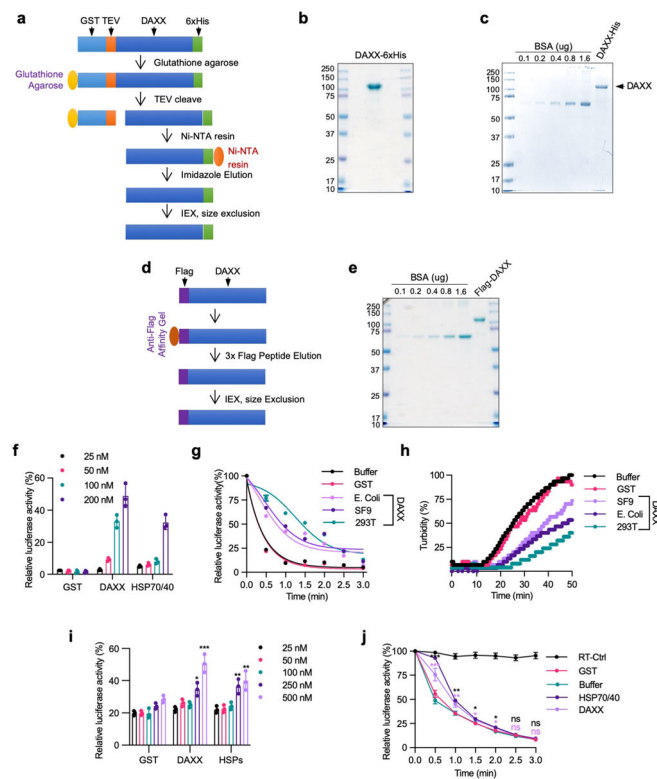 a
GST TEV DAXX 6xHis
Glutathione agarose
Glutathione
Agarose
TEV cleave
Ni-NTA resin
Ni-NTA
resin
Imidazole Elution
IEX, size exclusion
b
DAXX-6xHis
250
150
100
75
50
37
25
17
10
c
BSA (ug)
0.1 0.2 0.4 0.8 1.6
DAXX-His
250
150
100
75
50
37
25
17
10
DAXX
d
Flag DAXX
Anti-Flag
Affinity Gel
3x Flag Peptide Elution
IEX, size Exclusion
e
BSA (ug)
0.1 0.2 0.4 0.8 1.6
Flag-DAXX
250
150
100
75
50
37
25
17
10
f
25 nM
50 nM
100 nM
200 nM
Relative luciferase activity (%)
60
40
20
0
GST DAXX HSP70/40
g
Relative luciferase activity(%)
100
75
50
25
0
0.0 0.5 1.0 1.5 2.0 2.5 3.0
Time (min)
Buffer
GST
E. Coli
SF9
293T
DAXX
h
Turbidity (%)
100
75
50
25
0
0 10 20 30 40 50
Time (min)
Buffer
GST
SF9
E. Coli
293T
DAXX
i
Relative luciferase activity (%)
60
40
20
0
GST DAXX HSPs
* *** ** **
25 nM
50 nM
100 nM
250 nM
500 nM
j
Relative luciferase activity (%)
100
75
50
25
0
0.0 0.5 1.0 1.5 2.0 2.5 3.0
Time (min)
ns ns
ns ns
RT-Ctrl
GST
Buffer
HSP70/40
DAXX